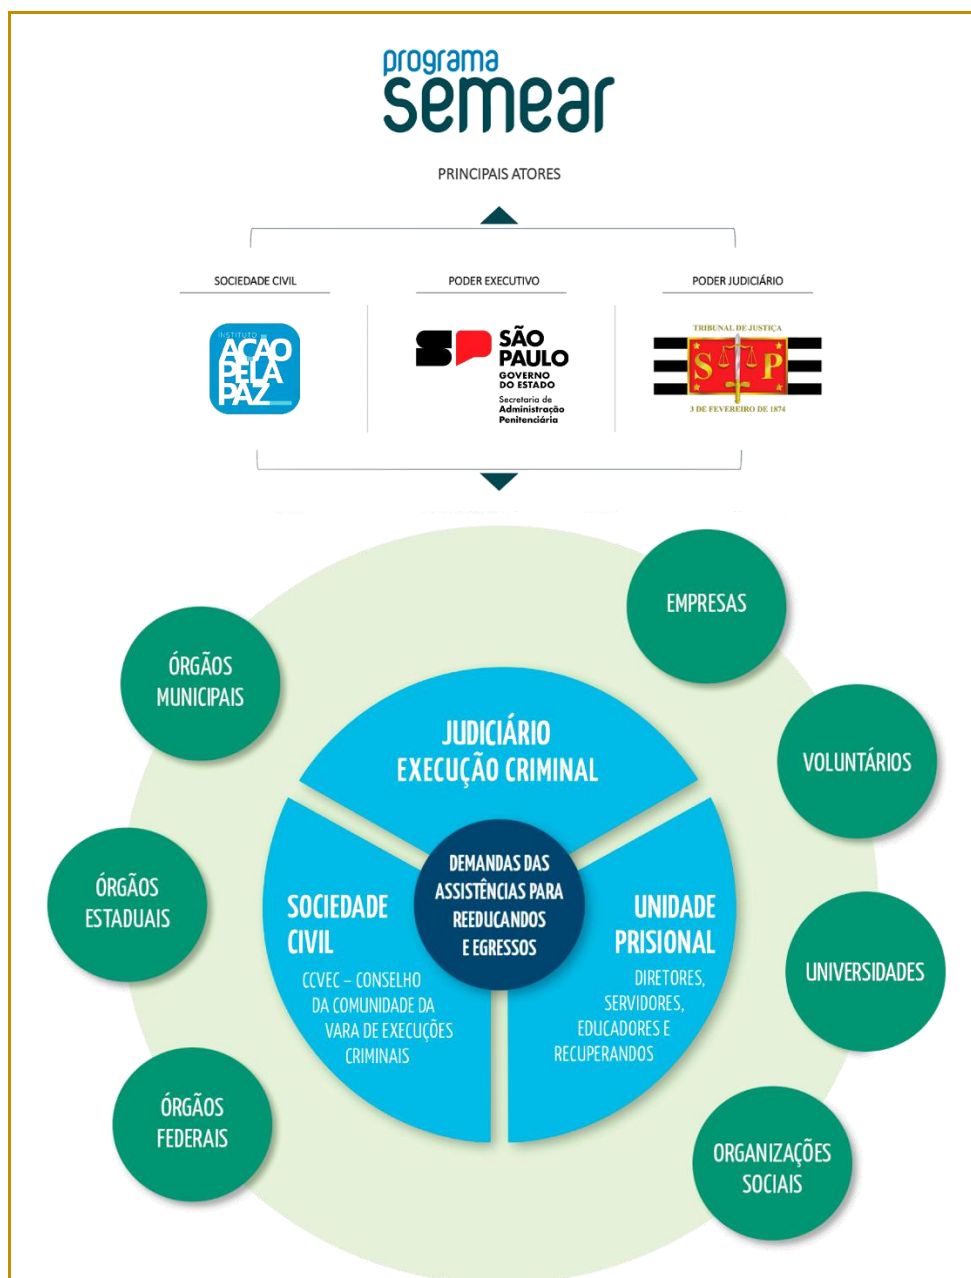 programa
semear
PRINCIPAIS ATORES
SOCIEDADE CIVIL
PODER EXECUTIVO
PODER JUDICIÁRIO
INSTITUTO
AÇÃO
PELA
PAZ
SP
SÃO
PAULO
GOVERNO
DO ESTADO
Secretaria de
Administração
Penitenciária
TRIBUNAL DE JUSTIÇA
S P
3 DE FEVEREIRO DE 1874
EMPRESAS
ÓRGÃOS
MUNICIPAIS
JUDICIÁRIO
EXECUÇÃO CRIMINAL
VOLUNTÁRIOS
DEMANDAS DAS
ASSISTÊNCIAS PARA
REEDUCANDOS
E EGRESSOS
ÓRGÃOS
ESTADUAIS
SOCIEDADE
CIVIL
CCVEC – CONSELHO
DA COMUNIDADE DA
VARA DE EXECUÇÕES
CRIMINAIS
UNIDADE
PRISIONAL
DIRETORES,
SERVIDORES,
EDUCADORES E
RECUPERANDOS
UNIVERSIDADES
ÓRGÃOS
FEDERAIS
ORGANIZAÇÕES
SOCIAIS